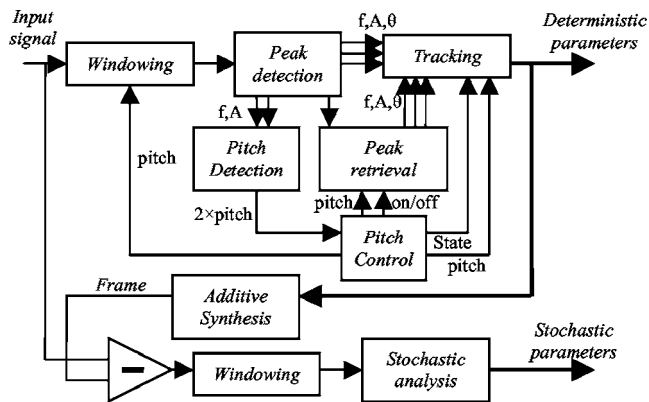 Input
signal
f,A,θ
Deterministic
parameters
Windowing
Peak
detection
Tracking
f,A
f,A,θ
pitch
Pitch
Detection
Peak
retrieval
2×pitch
pitch
on/off
Pitch
Control
State
pitch
Frame
Additive
Synthesis
Stochastic
parameters
-
Windowing
Stochastic
analysis